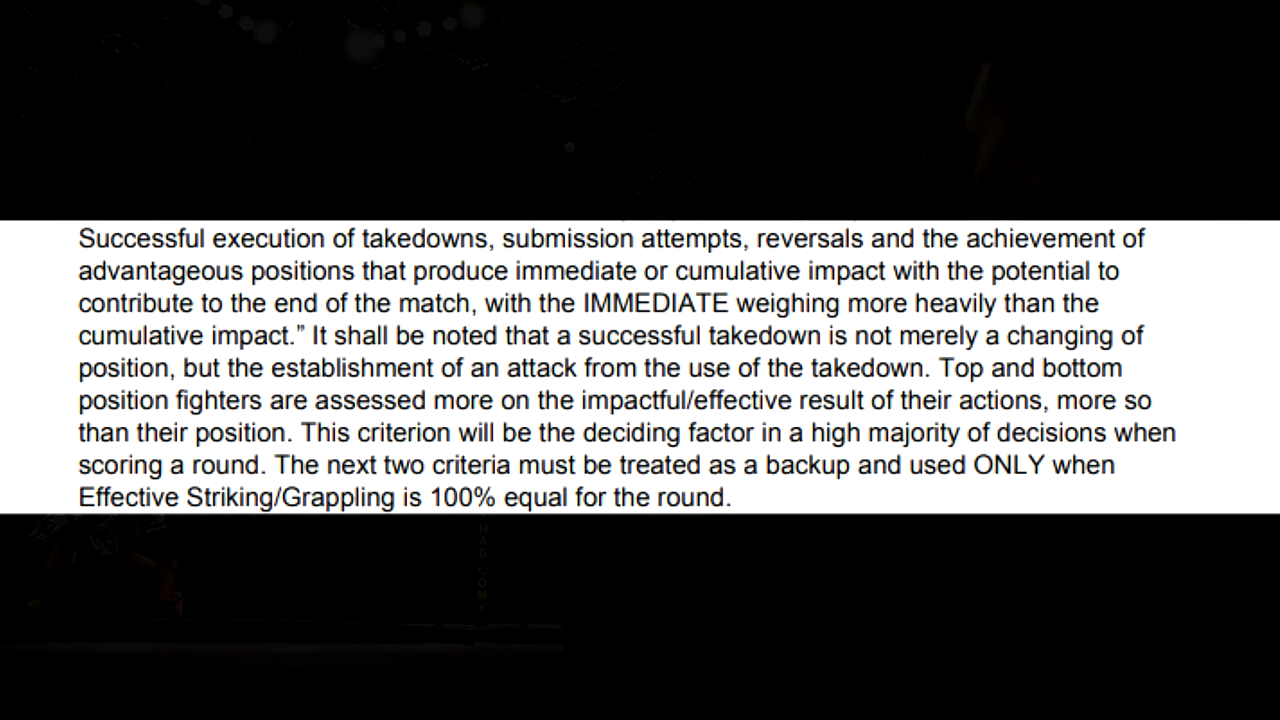 Successful execution of takedowns, submission attempts, reversals and the achievement of
advantageous positions that produce immediate or cumulative impact with the potential to
contribute to the end of the match, with the IMMEDIATE weighing more heavily than the
cumulative impact.” It shall be noted that a successful takedown is not merely a changing of
position, but the establishment of an attack from the use of the takedown. Top and bottom
position fighters are assessed more on the impactful/effective result of their actions, more so
than their position. This criterion will be the deciding factor in a high majority of decisions when
scoring a round. The next two criteria must be treated as a backup and used ONLY when
Effective Striking/Grappling is 100% equal for the round.